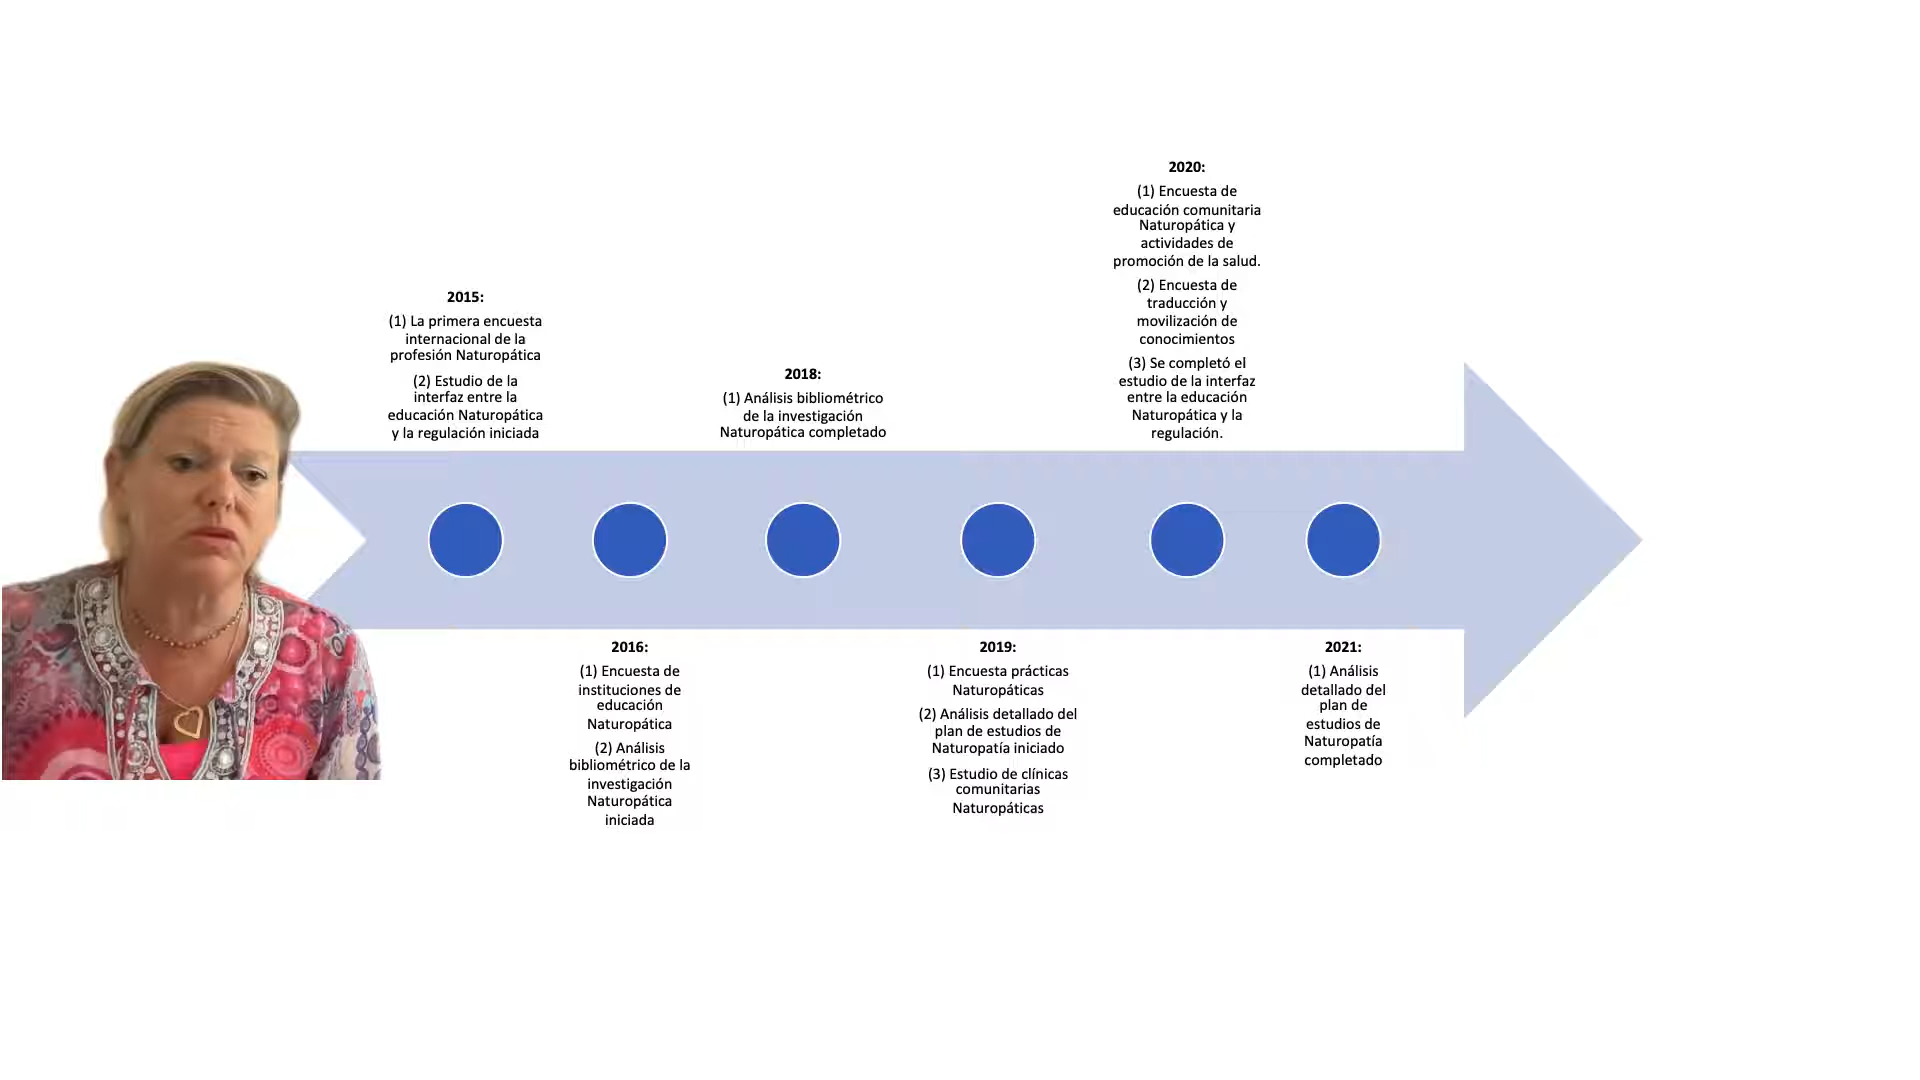 2015:
(1) La primera encuesta
internacional de la
profesión Naturopática
(2) Estudio de la
interfaz entre la
educación Naturopática
y la regulación iniciada
2016:
(1) Encuesta de
instituciones de
educación
Naturopática
(2) Análisis
bibliométrico de la
investigación
Naturopática
iniciada
2018:
(1) Análisis bibliométrico
de la investigación
Naturopática completado
2019:
(1) Encuesta prácticas
Naturopáticas
(2) Análisis detallado del
plan de estudios de
Naturopatía iniciado
(3) Estudio de clínicas
comunitarias
Naturopáticas
2020:
(1) Encuesta de
educación comunitaria
Naturopática y
actividades de
promoción de la salud.
(2) Encuesta de
traducción y
movilización de
conocimientos
(3) Se completó el
estudio de la interfaz
entre la educación
Naturopática y la
regulación.
2021:
(1) Análisis
detallado del
plan de
estudios de
Naturopatía
completado